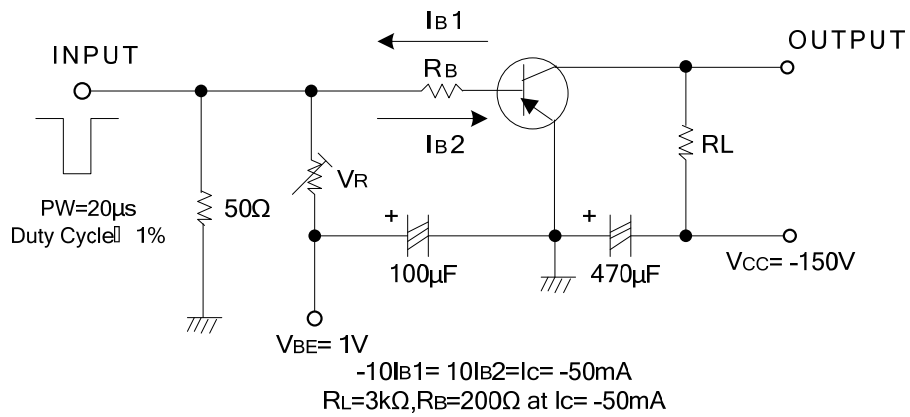 IB1
INPUT
OUTPUT
RB
IB2
RL
VR
PW=20µs
50Ω
Duty Cycle▯ 1%
+
+
100µF
470µF
VCC= -150V
VBE= 1V
-10IB1= 10IB2=Ic= -50mA
RL=3kΩ,RB=200Ω at Ic= -50mA